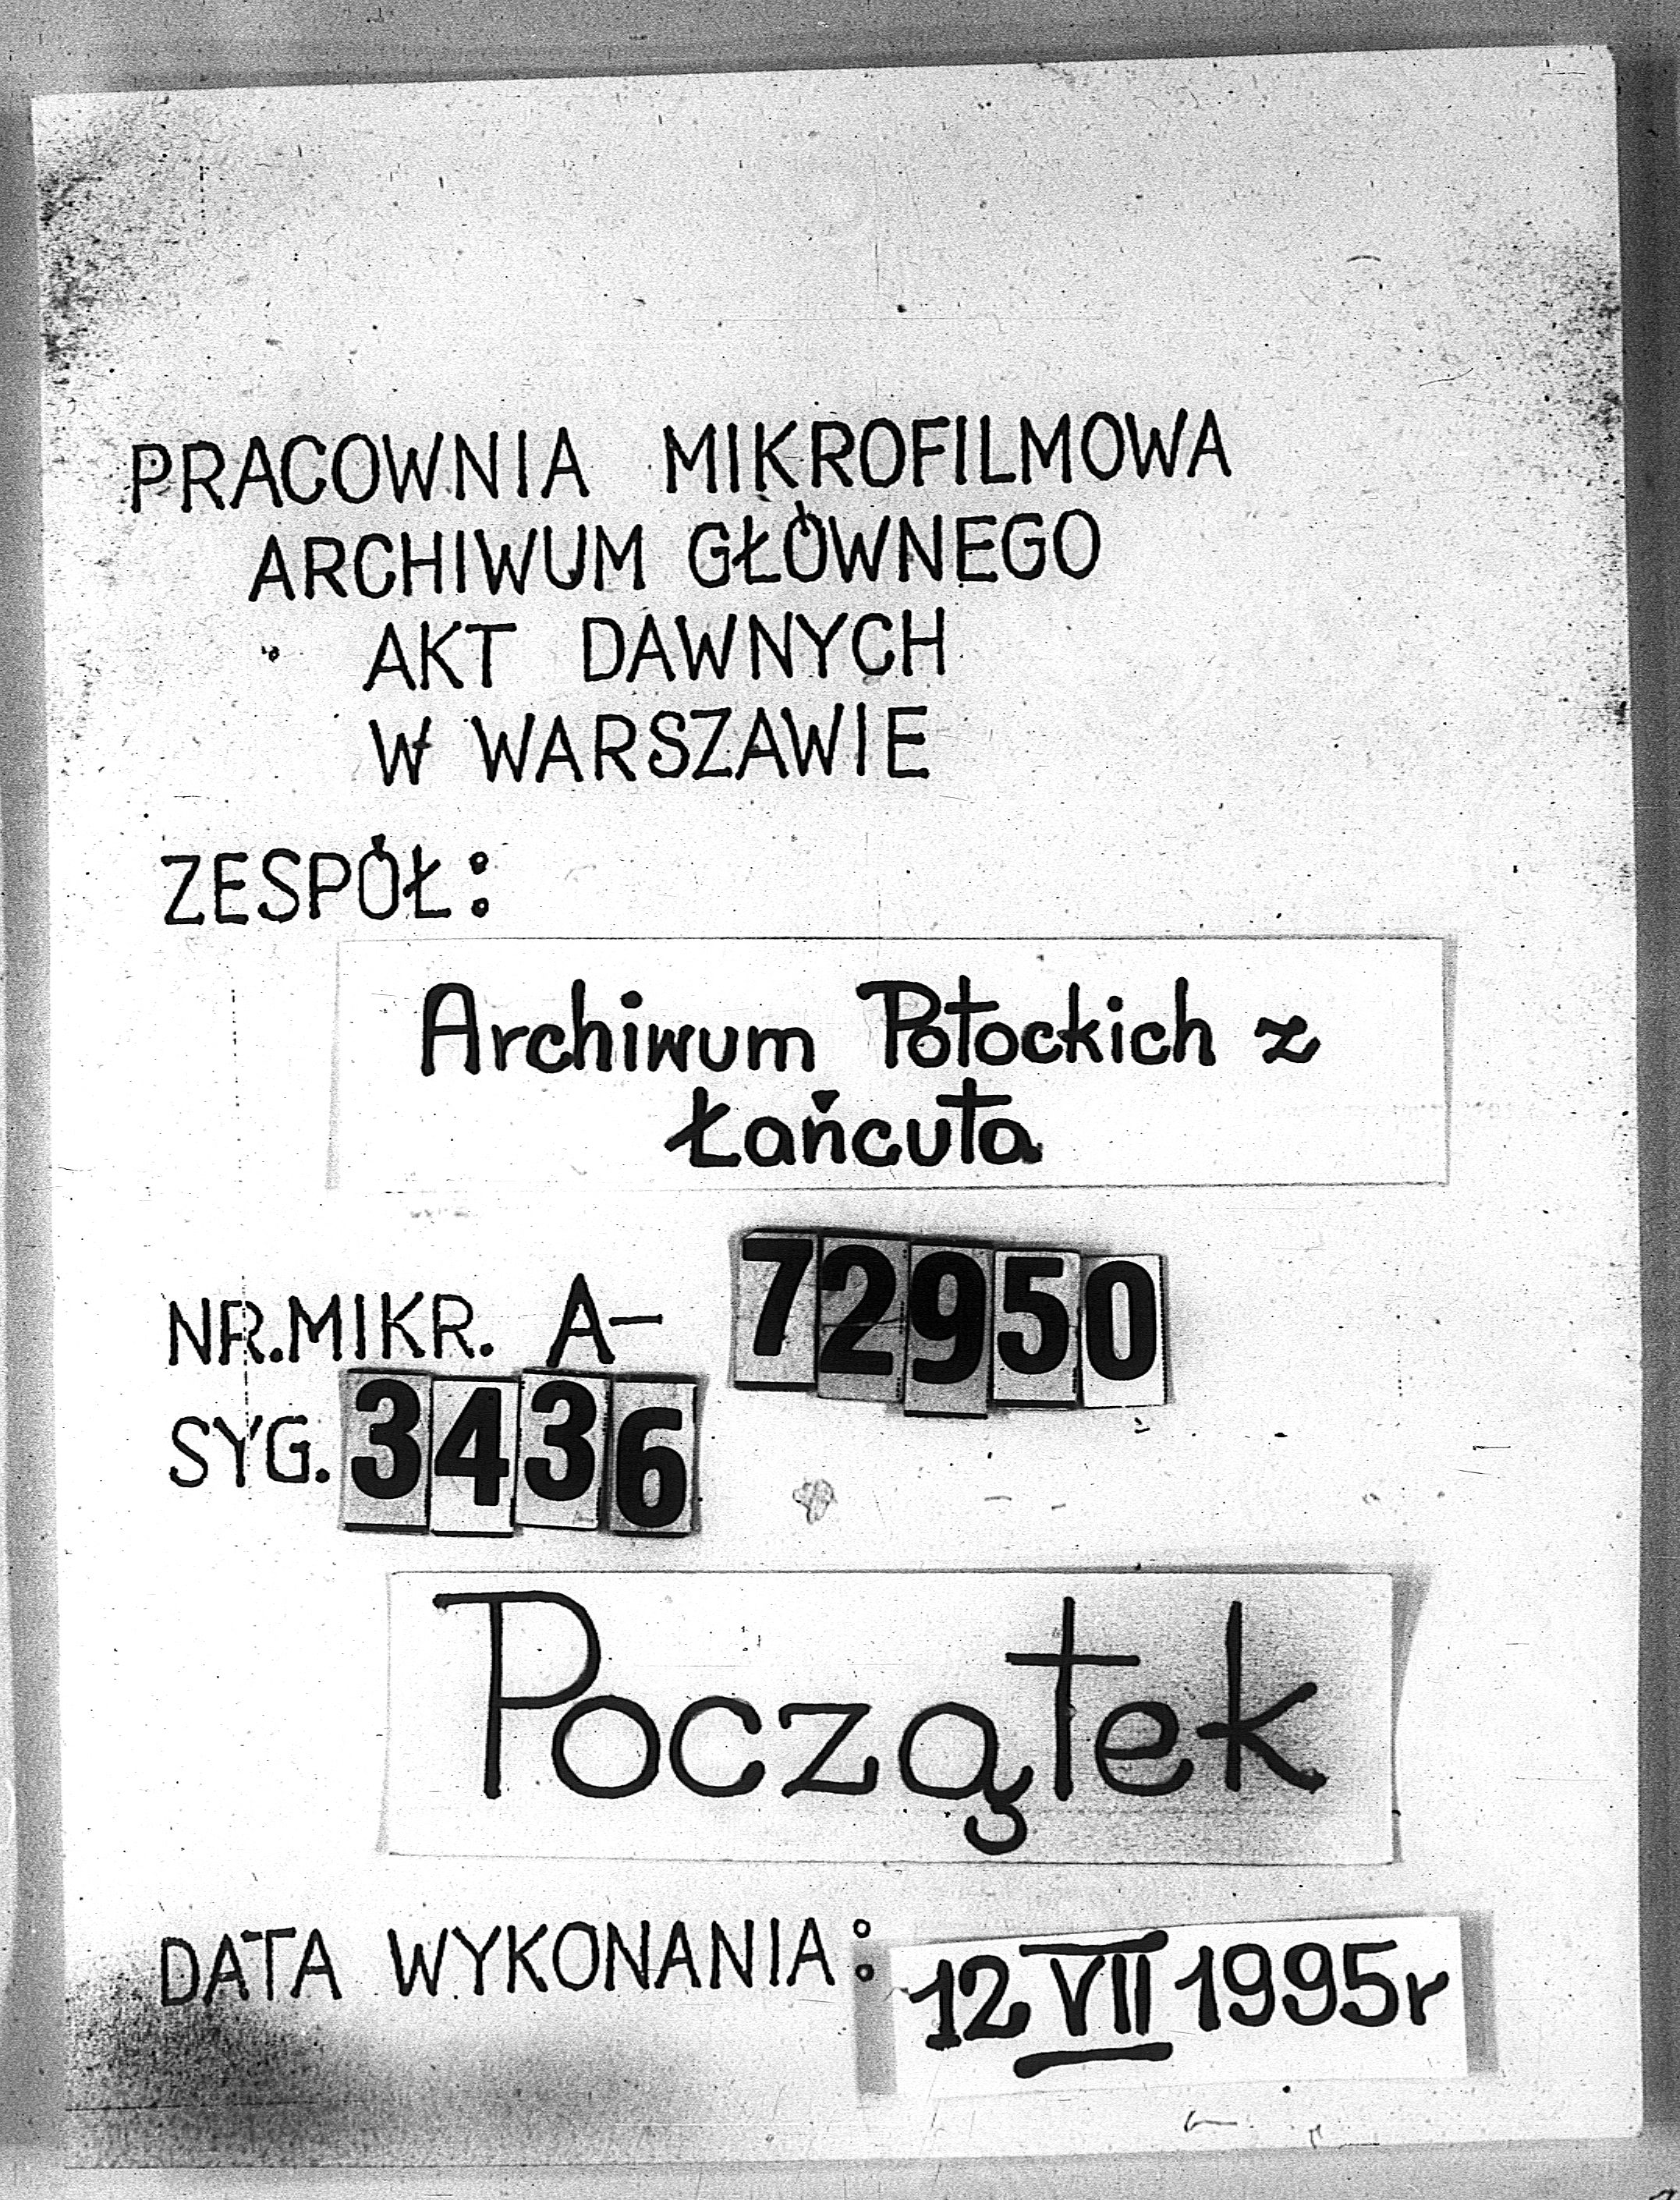 PRACOWNIA MIKROFILMOWA
ARCHIWUM GŁÓWNEGO
AKT DAWNYCH
W WARSZAWIE
ZESPÓŁ:
Archiwum Potockich z
Łańcuta
NR.MIKR. A- 72950
SYG. 3436
Początek
DATA WYKONANIA: 12 VII 1995r